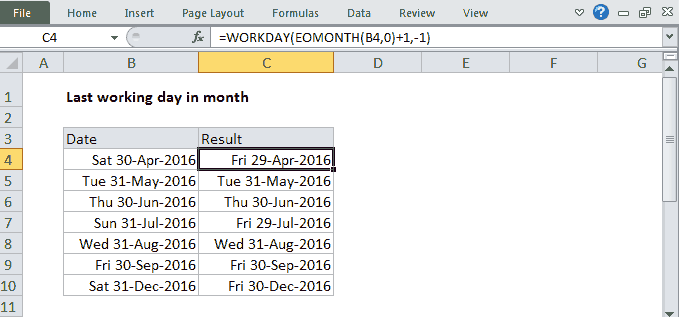 File Home Insert Page Layout Formulas Data Review View
C4 fx =WORKDAY(EOMONTH(B4,0)+1,-1)
A B C D E F G
1 Last working day in month
2
3 Date Result
4 Sat 30-Apr-2016 Fri 29-Apr-2016
5 Tue 31-May-2016 Tue 31-May-2016
6 Thu 30-Jun-2016 Thu 30-Jun-2016
7 Sun 31-Jul-2016 Fri 29-Jul-2016
8 Wed 31-Aug-2016 Wed 31-Aug-2016
9 Fri 30-Sep-2016 Fri 30-Sep-2016
10 Sat 31-Dec-2016 Fri 30-Dec-2016
11